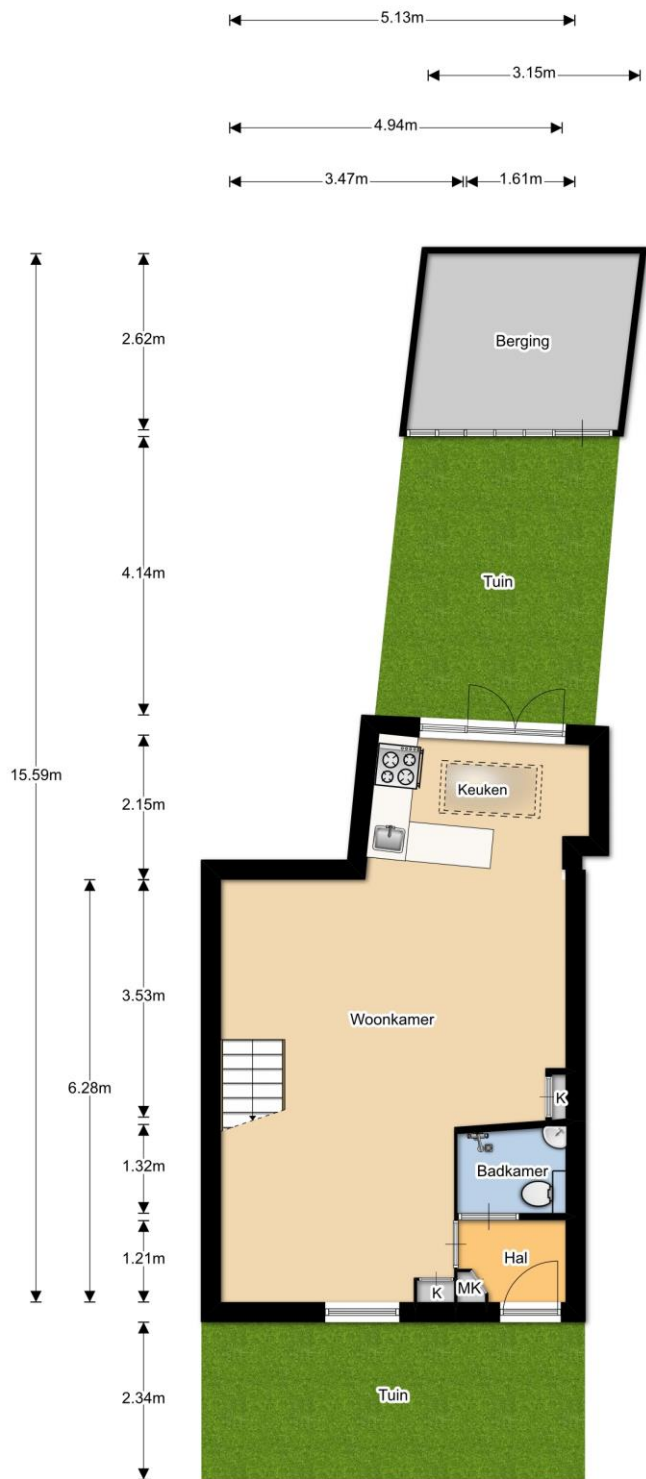 5.13m
3.15m
4.94m
3.47m
1.61m
2.62m
Berging
4.14m
Tuin
15.59m
2.15m
Keuken
3.53m
Woonkamer
6.28m
K
1.32m
Badkamer
1.21m
Hal
K
MK
2.34m
Tuin